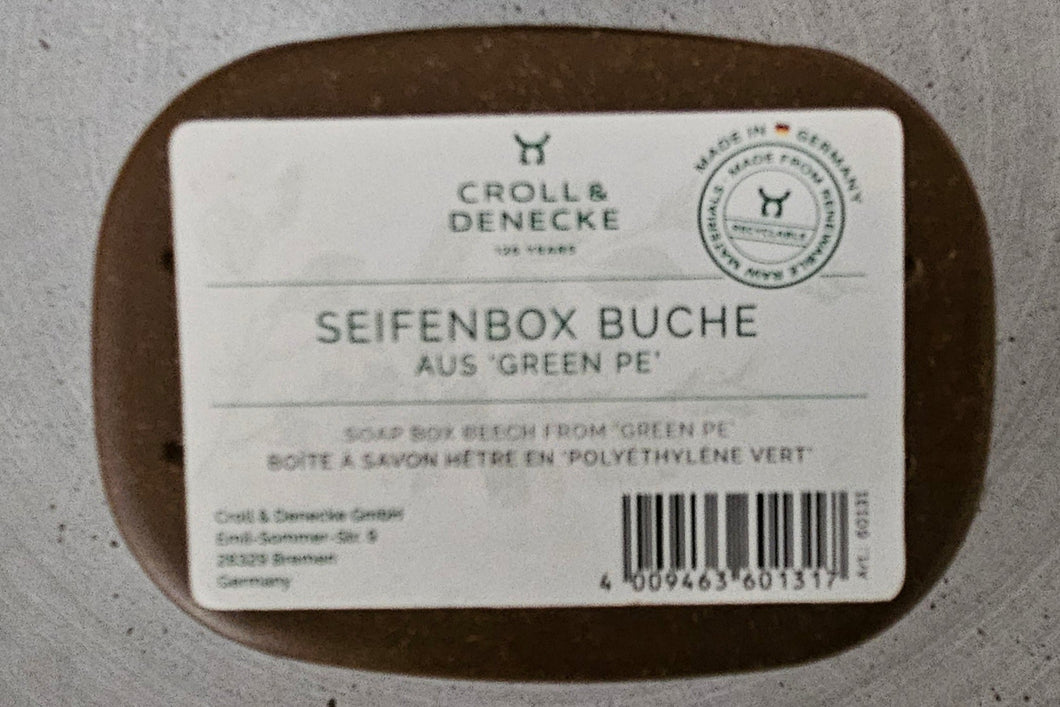 CROLL &
DENECKE
120 YEARS
MADE IN GERMANY
MADE FROM RENEWABLE RAW MATERIALS
RECYCLABLE
SEIFENBOX BUCHE
AUS 'GREEN PE'
SOAP BOX BEECH FROM 'GREEN PE'
BOÎTE À SAVON HÊTRE EN 'POLYÉTHYLÈNE VERT'
Croll & Denecke GmbH
Emil-Sommer-Str. 9
28329 Bremen
Germany
4 009463 601317
Art.: 60131